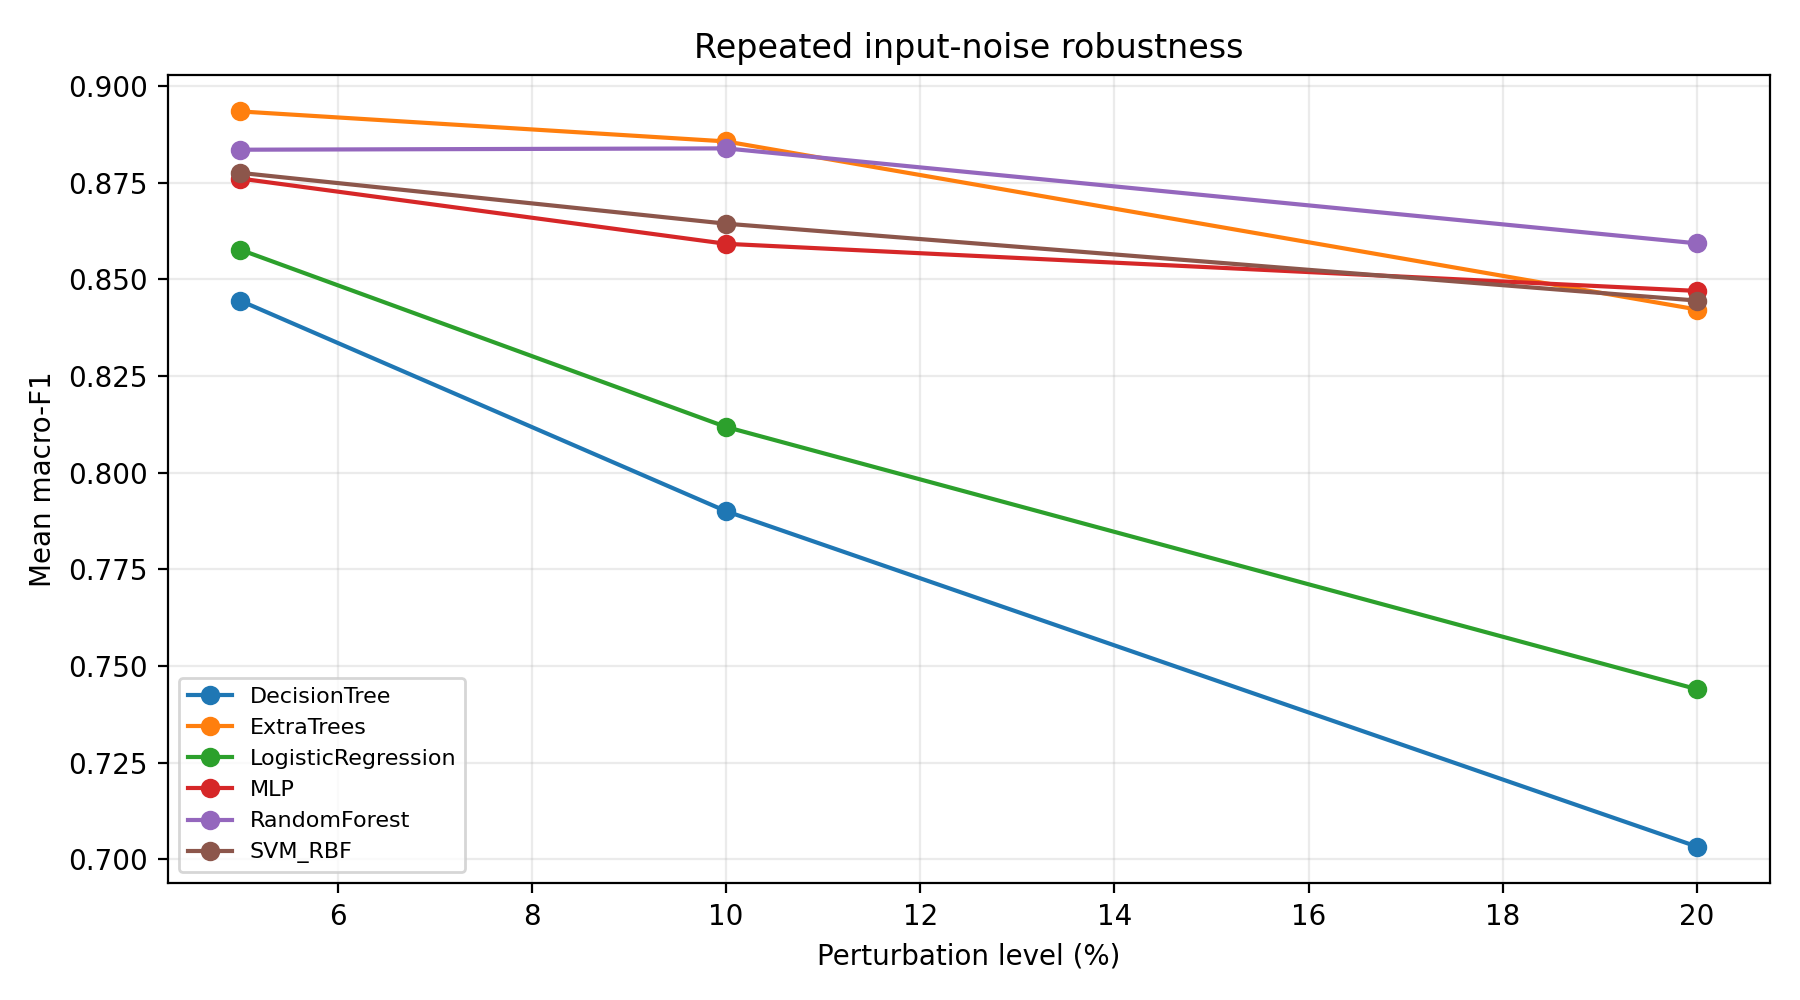 Repeated input-noise robustness
Mean macro-F1
0.900
0.875
0.850
0.825
0.800
0.775
0.750
0.725
0.700
DecisionTree
ExtraTrees
LogisticRegression
MLP
RandomForest
SVM_RBF
6 8 10 12 14 16 18 20
Perturbation level (%)